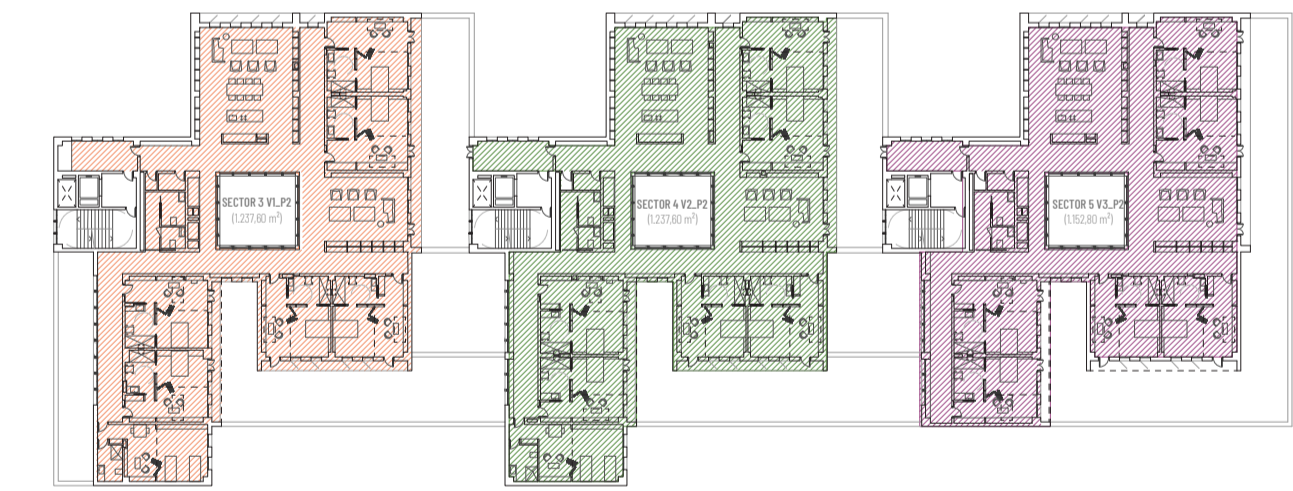 SECTOR 3 V1_P2
(1.237,60 m²)
SECTOR 4 V2_P2
(1.237,60 m²)
SECTOR 5 V3_P2
(1.152,80 m²)